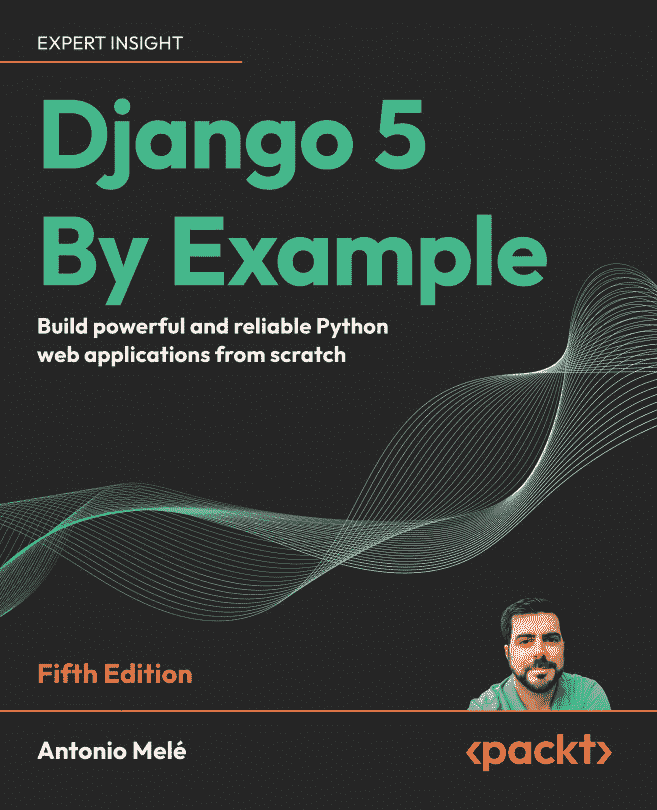 EXPERT INSIGHT
Django 5
By Example
Build powerful and reliable Python
web applications from scratch
Fifth Edition
Antonio Melé
<packt>